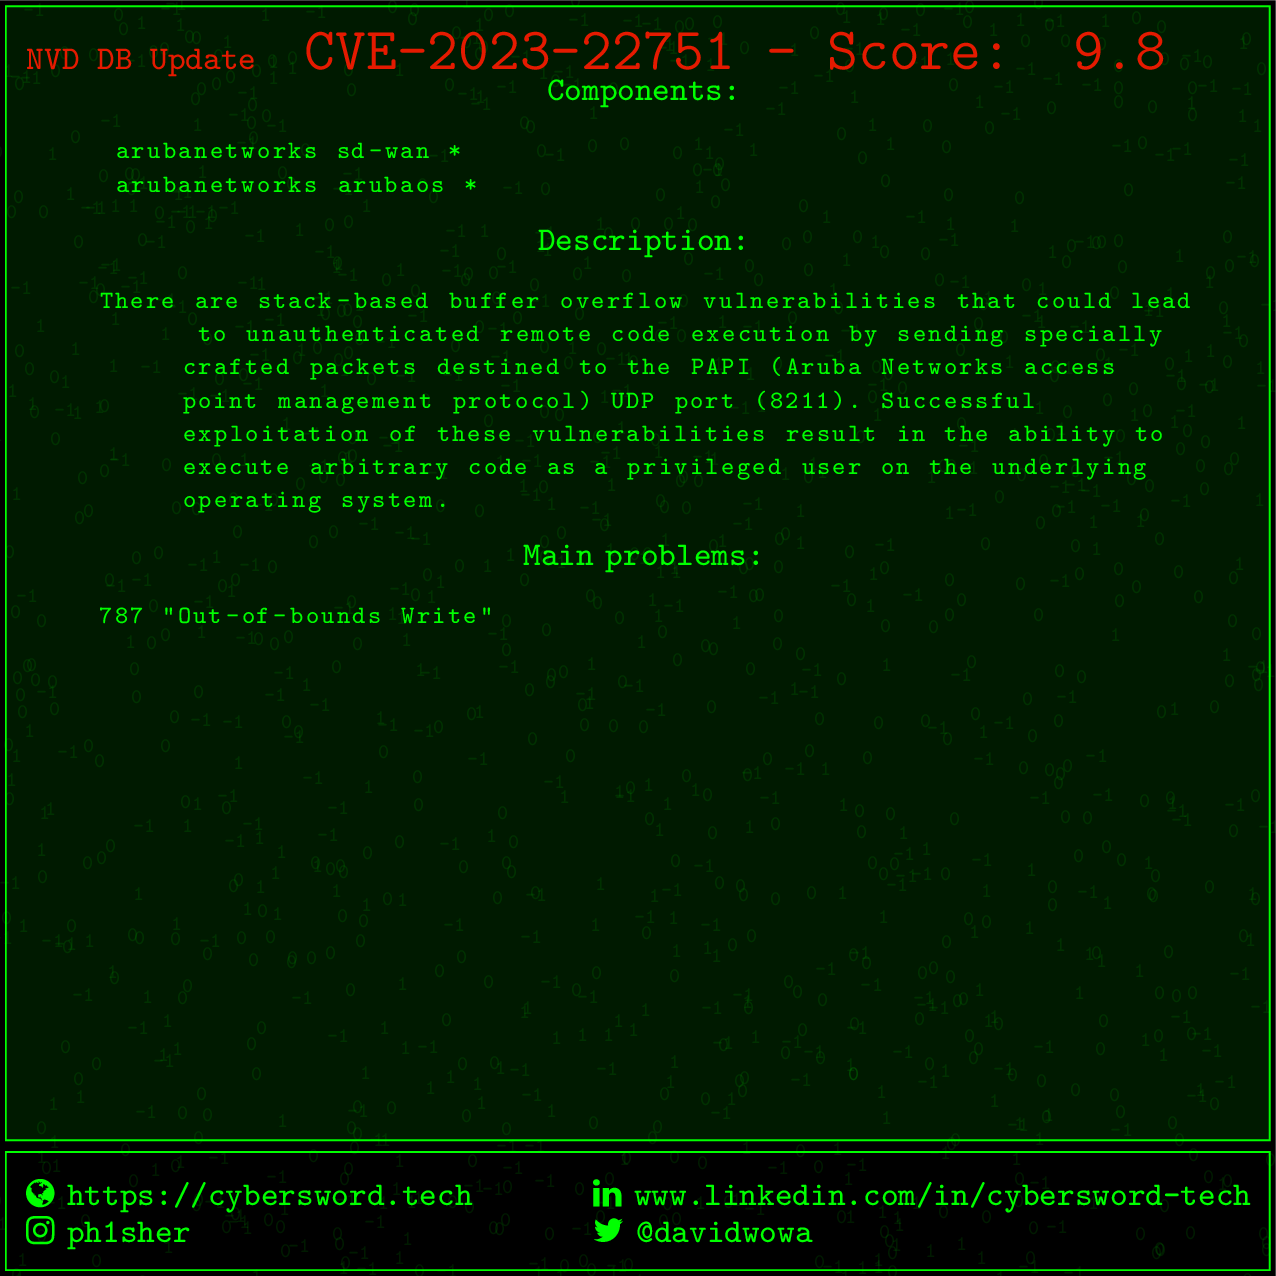 NVD DB Update CVE-2023-22751 - Score: 9.8
Components:
arubanetworks sd-wan *
arubanetworks arubaos *
Description:
There are stack-based buffer overflow vulnerabilities that could lead
to unauthenticated remote code execution by sending specially
crafted packets destined to the PAPI (Aruba Networks access
point management protocol) UDP port (8211). Successful
exploitation of these vulnerabilities result in the ability to
execute arbitrary code as a privileged user on the underlying
operating system.
Main problems:
787 "Out-of-bounds Write"
https://cybersword.tech www.linkedin.com/in/cybersword-tech
ph1sher @davidwowa